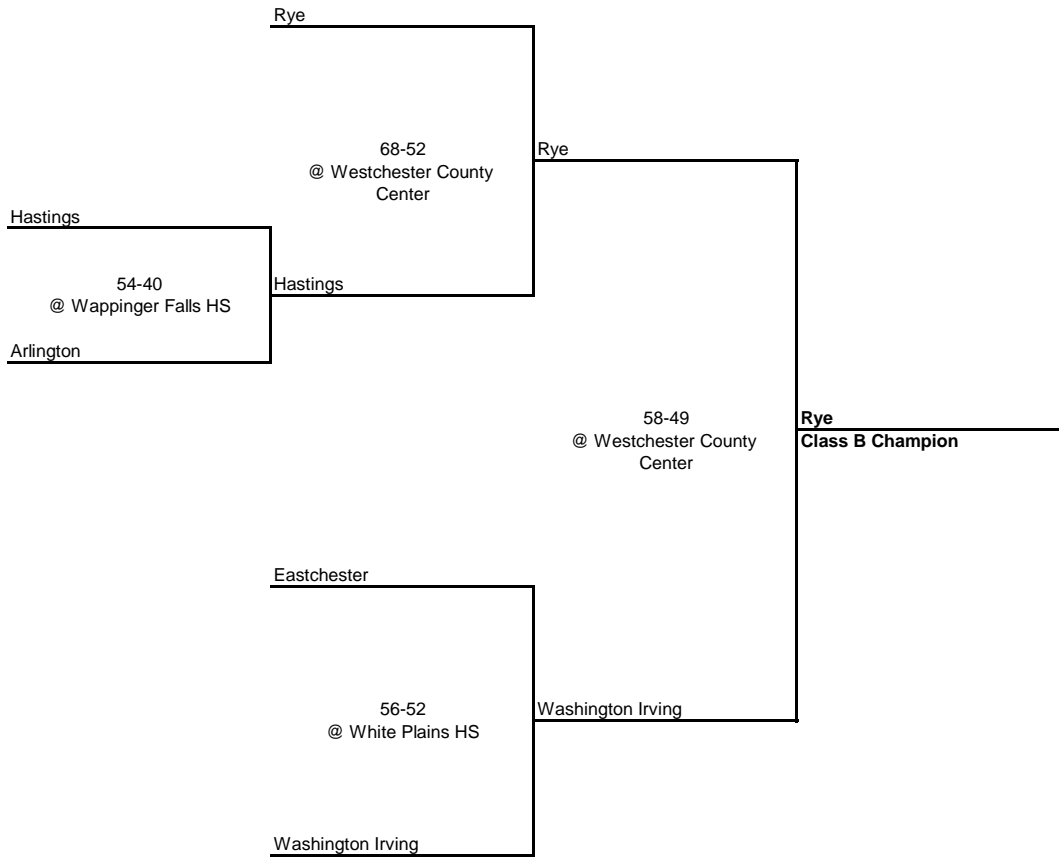 Rye
68-52
@ Westchester County
Center
Rye
Hastings
54-40
@ Wappinger Falls HS
Hastings
Arlington
58-49
@ Westchester County
Center
Rye
Class B Champion
Eastchester
56-52
@ White Plains HS
Washington Irving
Washington Irving